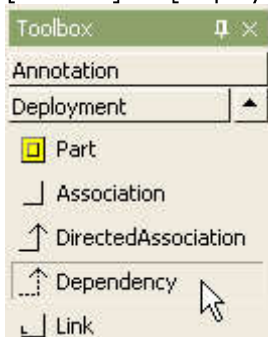 Toolbox
Annotation
Deployment
Part
Association
DirectedAssociation
Dependency
Link